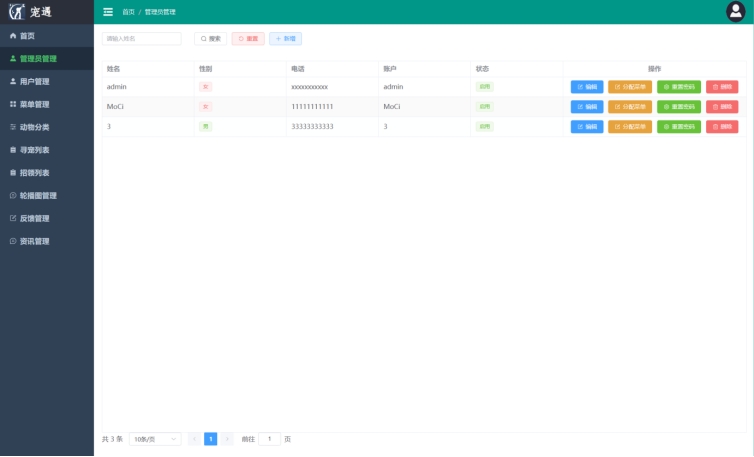 宠遇
首页 / 管理员管理
首页
管理员管理
用户管理
菜单管理
动物分类
寻宠列表
招领列表
轮播图管理
反馈管理
资讯管理
请输入姓名 搜索 重置 + 新增
姓名 性别 电话 账户 状态 操作
admin 女 xxxxxxxxxxx admin 启用 编辑 分配菜单 重置密码 删除
MoCi 女 11111111111 MoCi 启用 编辑 分配菜单 重置密码 删除
3 男 33333333333 3 启用 编辑 分配菜单 重置密码 删除
共 3 条 10条/页 < 1 > 前往 1 页